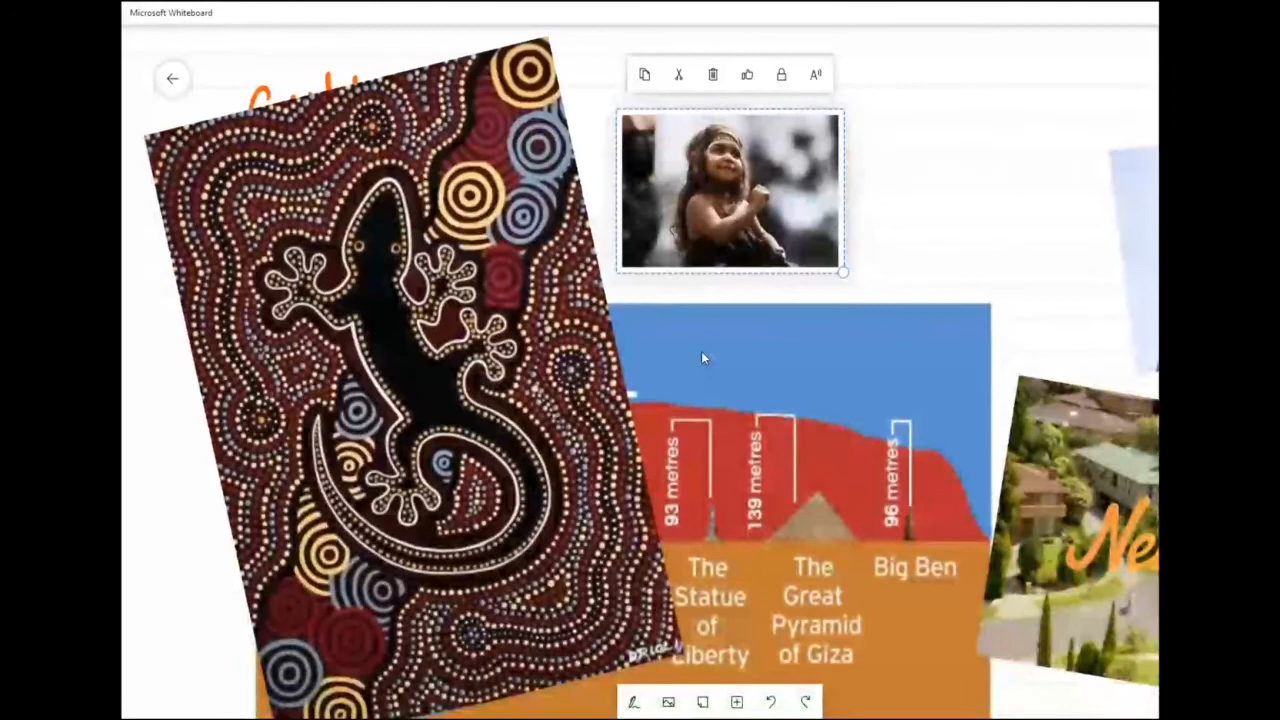 Microsoft Whiteboard
93 metres
139 metres
96 metres
The Statue of Liberty
The Great Pyramid of Giza
Big Ben
Ne